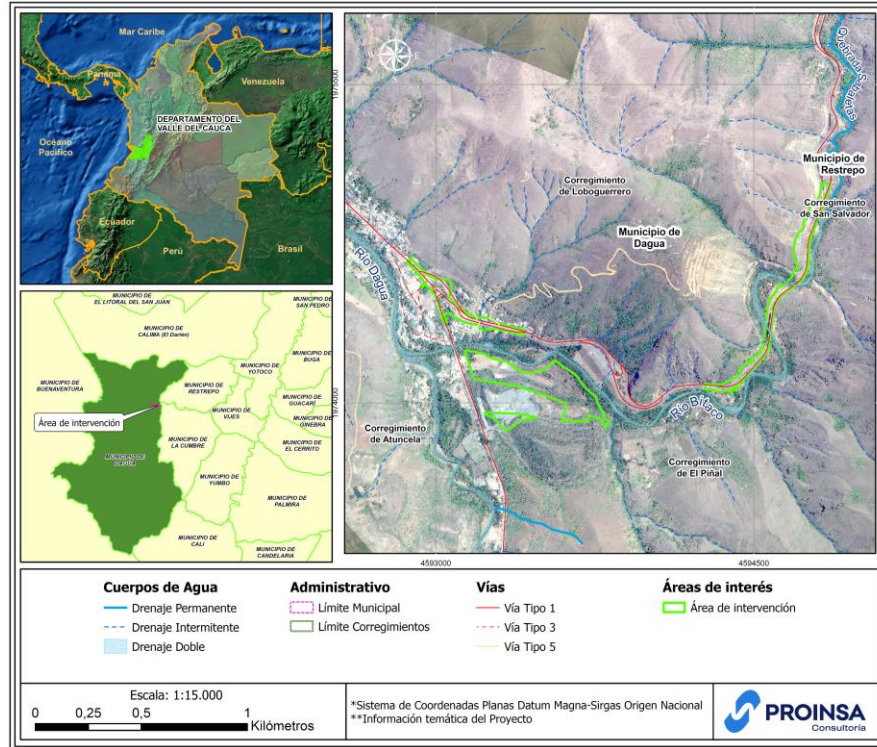 Mar Caribe
Panamá
Venezuela
DEPARTAMENTO DEL
VALLE DEL CAUCA
Océano
Pacífico
Ecuador
Perú
Brasil
MUNICIPIO DE
EL LITORAL DEL SAN JUAN
MUNICIPIO DE
SAN PEDRO
MUNICIPIO DE
CALIMA (El Darién)
MUNICIPIO DE
YOTOCO
MUNICIPIO DE
BUGA
MUNICIPIO DE
BUENAVENTURA
MUNICIPIO DE
RESTREPO
MUNICIPIO DE
GUACARÍ
Área de intervención
MUNICIPIO DE
VIJES
MUNICIPIO DE
GINEBRA
MUNICIPIO DE
LA CUMBRE
MUNICIPIO DE
EL CERRITO
MUNICIPIO DE
DAGUA
MUNICIPIO DE
YUMBO
MUNICIPIO DE
PALMIRA
MUNICIPIO DE
CALI
MUNICIPIO DE
CANDELARIA
1975500
1974000
4593000
4594500
Quebrada Sabaletas
Municipio de
Restrepo
Corregimiento
de San Salvador
Corregimiento
de Loboguerrero
Municipio de
Dagua
Río Dagua
Río Bitaco
Corregimiento
de Atuncela
Corregimiento
de El Piñal
Cuerpos de Agua
Drenaje Permanente
Drenaje Intermitente
Drenaje Doble
Administrativo
Límite Municipal
Límite Corregimientos
Vías
Vía Tipo 1
Vía Tipo 3
Vía Tipo 5
Áreas de interés
Área de intervención
Escala: 1:15.000
0 0,25 0,5 1
Kilómetros
*Sistema de Coordenadas Planas Datum Magna-Sirgas Origen Nacional
**Información temática del Proyecto
PROINSA
Consultoría